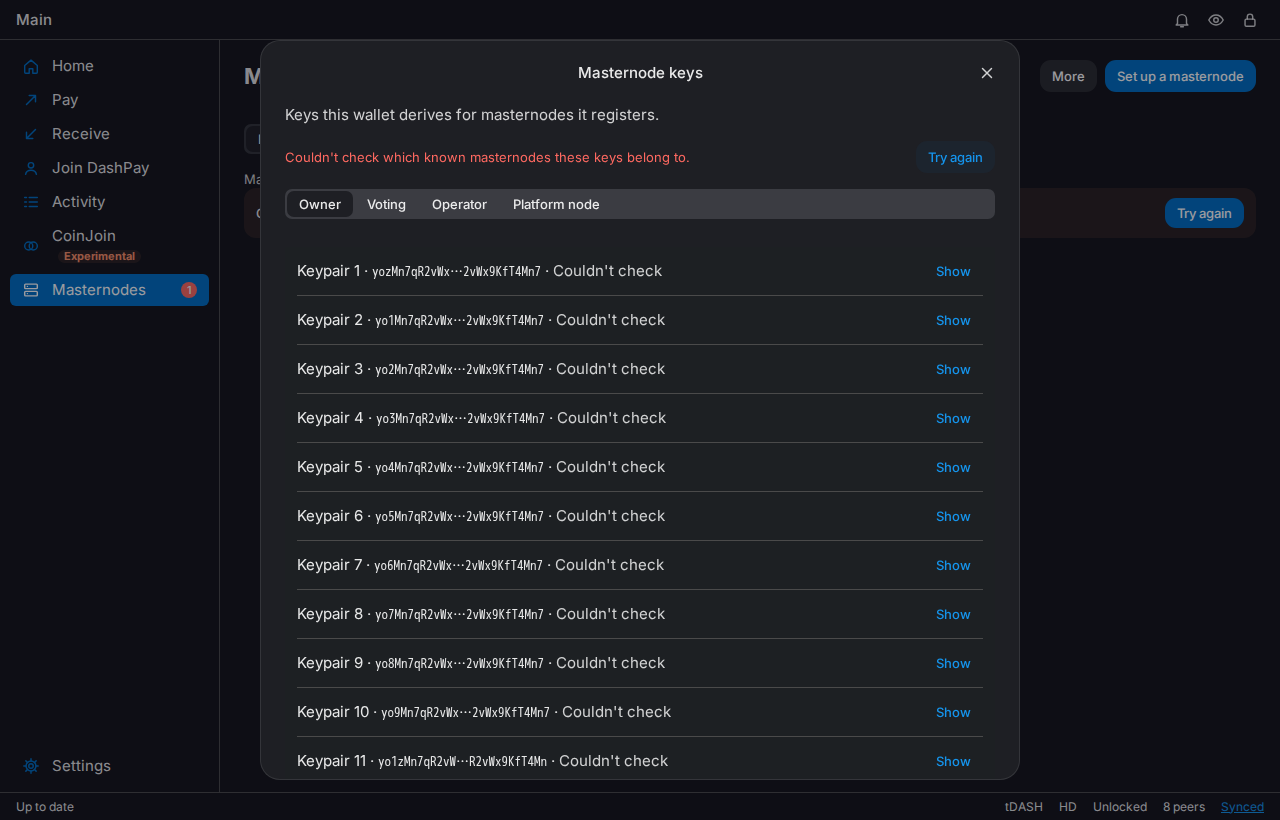 Main
Home
Pay
Receive
Join DashPay
Activity
CoinJoin
Experimental
Masternodes 1
Settings
More
Set up a masternode
Try again
Masternode keys
Keys this wallet derives for masternodes it registers.
Couldn't check which known masternodes these keys belong to.
Try again
Owner Voting Operator Platform node
Keypair 1 · yozMn7qR2vWx⋯2vWx9KfT4Mn7 · Couldn't check Show
Keypair 2 · yo1Mn7qR2vWx⋯2vWx9KfT4Mn7 · Couldn't check Show
Keypair 3 · yo2Mn7qR2vWx⋯2vWx9KfT4Mn7 · Couldn't check Show
Keypair 4 · yo3Mn7qR2vWx⋯2vWx9KfT4Mn7 · Couldn't check Show
Keypair 5 · yo4Mn7qR2vWx⋯2vWx9KfT4Mn7 · Couldn't check Show
Keypair 6 · yo5Mn7qR2vWx⋯2vWx9KfT4Mn7 · Couldn't check Show
Keypair 7 · yo6Mn7qR2vWx⋯2vWx9KfT4Mn7 · Couldn't check Show
Keypair 8 · yo7Mn7qR2vWx⋯2vWx9KfT4Mn7 · Couldn't check Show
Keypair 9 · yo8Mn7qR2vWx⋯2vWx9KfT4Mn7 · Couldn't check Show
Keypair 10 · yo9Mn7qR2vWx⋯2vWx9KfT4Mn7 · Couldn't check Show
Keypair 11 · yo1zMn7qR2vW⋯R2vWx9KfT4Mn · Couldn't check Show
Up to date
tDASH HD Unlocked 8 peers Synced